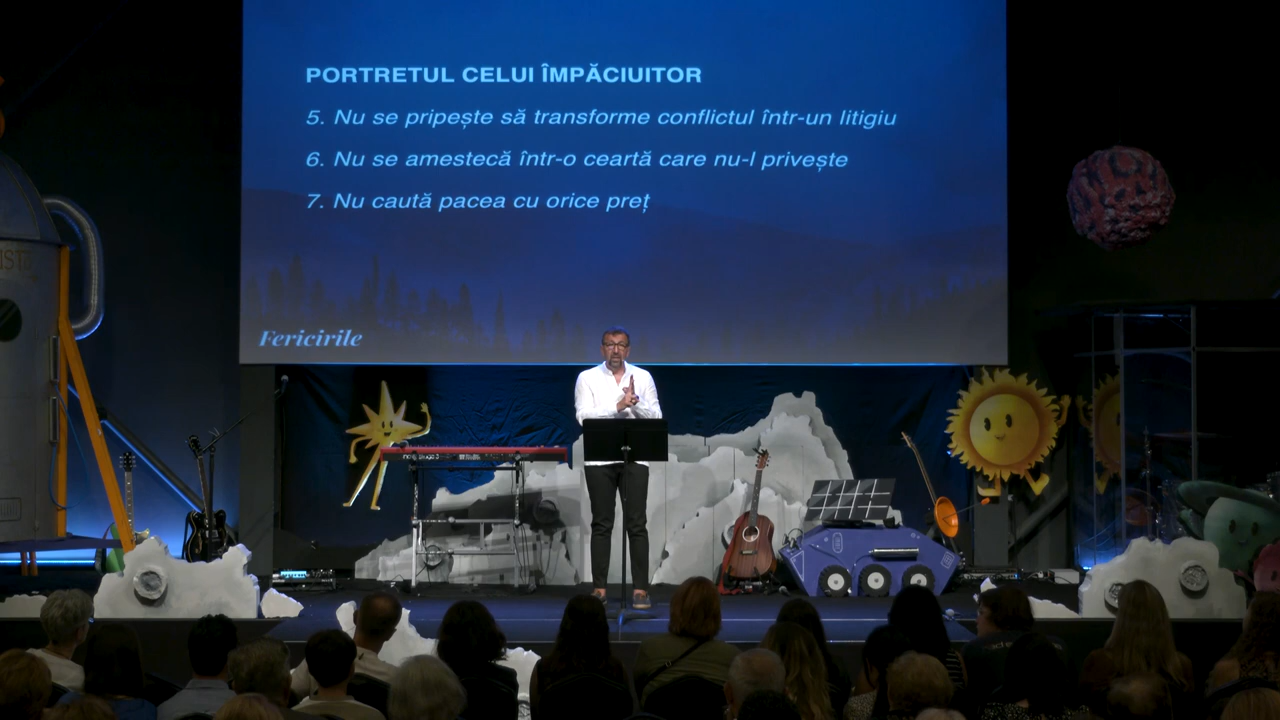 PORTRETUL CELUI ÎMPĂCIUITOR
5. Nu se pripește să transforme conflictul într-un litigiu
6. Nu se amestecă într-o ceartă care nu-l privește
7. Nu caută pacea cu orice preț
Fericirile